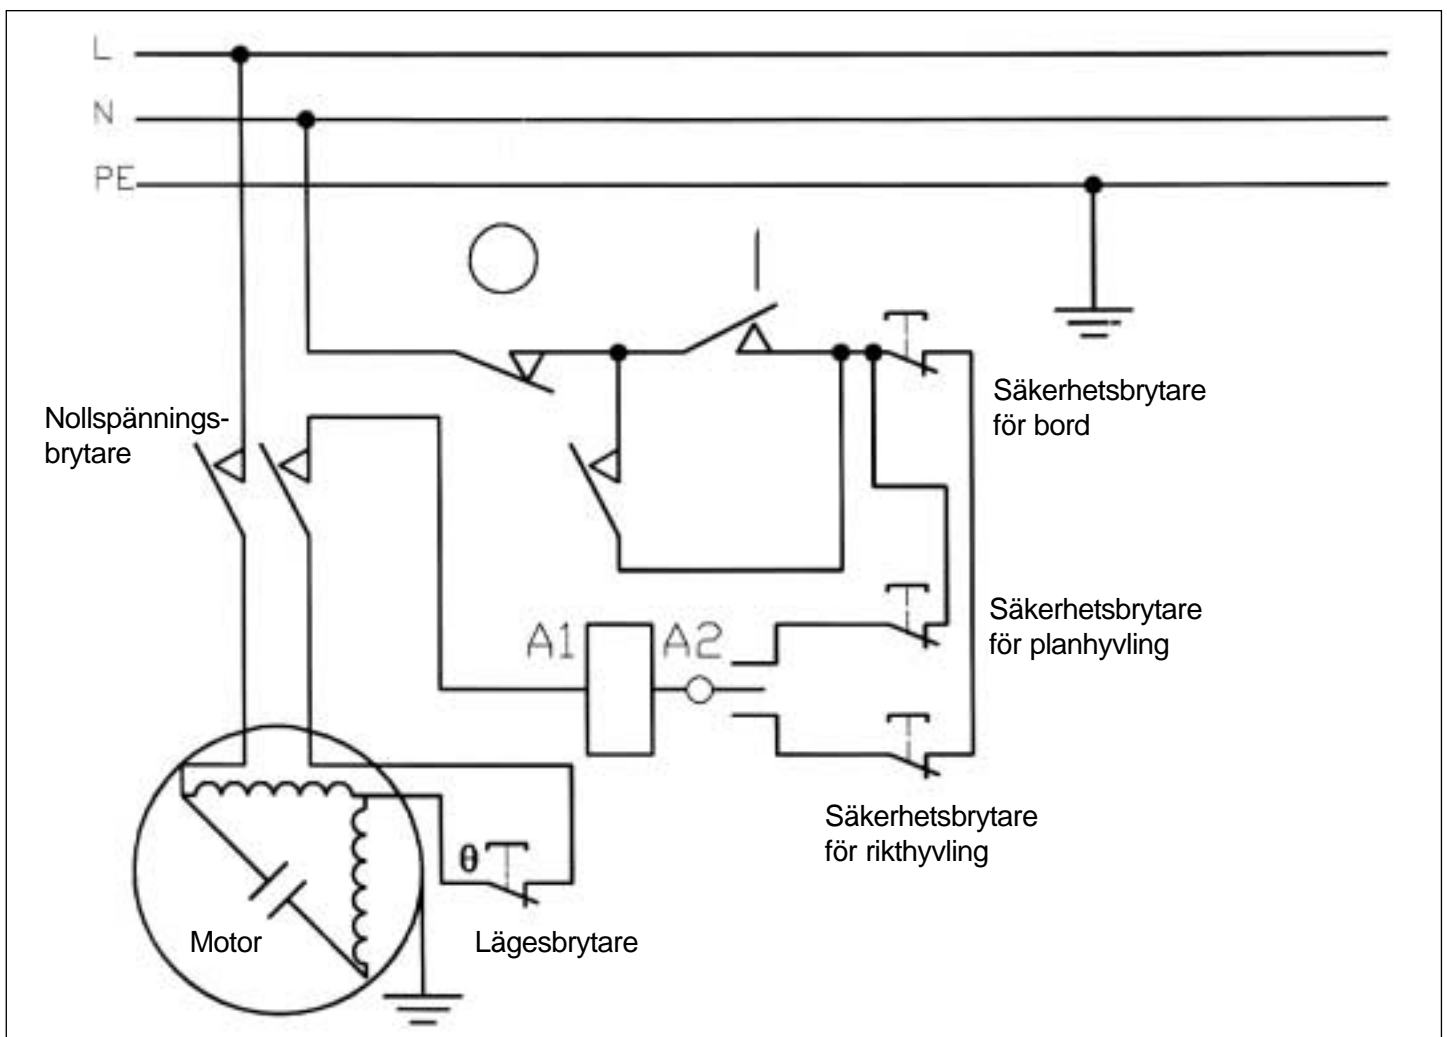 L
N
PE
Nollspännings-
brytare
Säkerhetsbrytare
för bord
Säkerhetsbrytare
för planhyvling
A1
A2
Säkerhetsbrytare
för rikthyvling
θ
Motor
Lägesbrytare